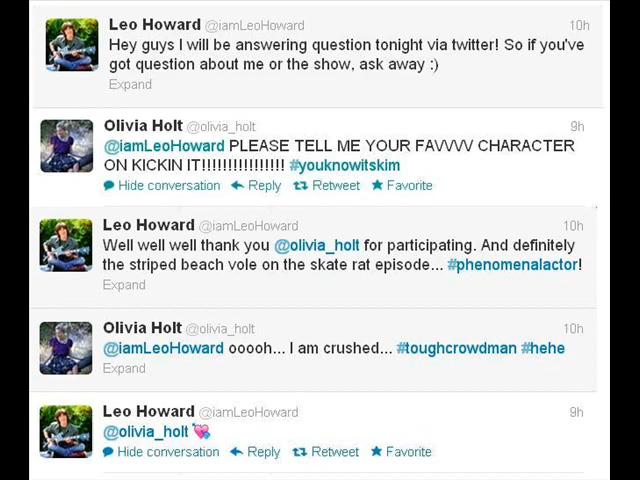 Leo Howard @iamLeoHoward 10h
Hey guys I will be answering question tonight via twitter! So if you've
got question about me or the show, ask away :)
Expand
Olivia Holt @olivia_holt 9h
@iamLeoHoward PLEASE TELL ME YOUR FAVVVVV CHARACTER
ON KICKIN IT!!!!!!!!!!!!!!!! #youknowitskim
Hide conversation Reply Retweet Favorite
Leo Howard @iamLeoHoward 10h
Well well well thank you @olivia_holt for participating. And definitely
the striped beach vole on the skate rat episode... #phenomenalactor!
Expand
Olivia Holt @olivia_holt 10h
@iamLeoHoward ooooh... I am crushed... #toughcrowdman #hehe
Expand
Leo Howard @iamLeoHoward 9h
@olivia_holt 💘
Hide conversation Reply Retweet Favorite